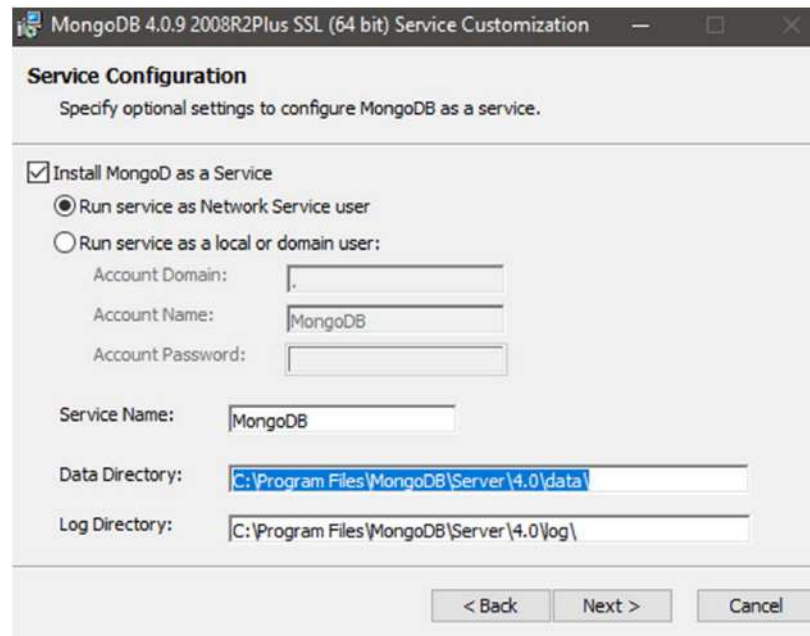 MongoDB 4.0.9 2008R2Plus SSL (64 bit) Service Customization
Service Configuration
Specify optional settings to configure MongoDB as a service.
Install MongoD as a Service
Run service as Network Service user
Run service as a local or domain user:
Account Domain: .
Account Name: MongoDB
Account Password:
Service Name: MongoDB
Data Directory: C:\Program Files\MongoDB\Server\4.0\data\
Log Directory: C:\Program Files\MongoDB\Server\4.0\log\
< Back Next > Cancel